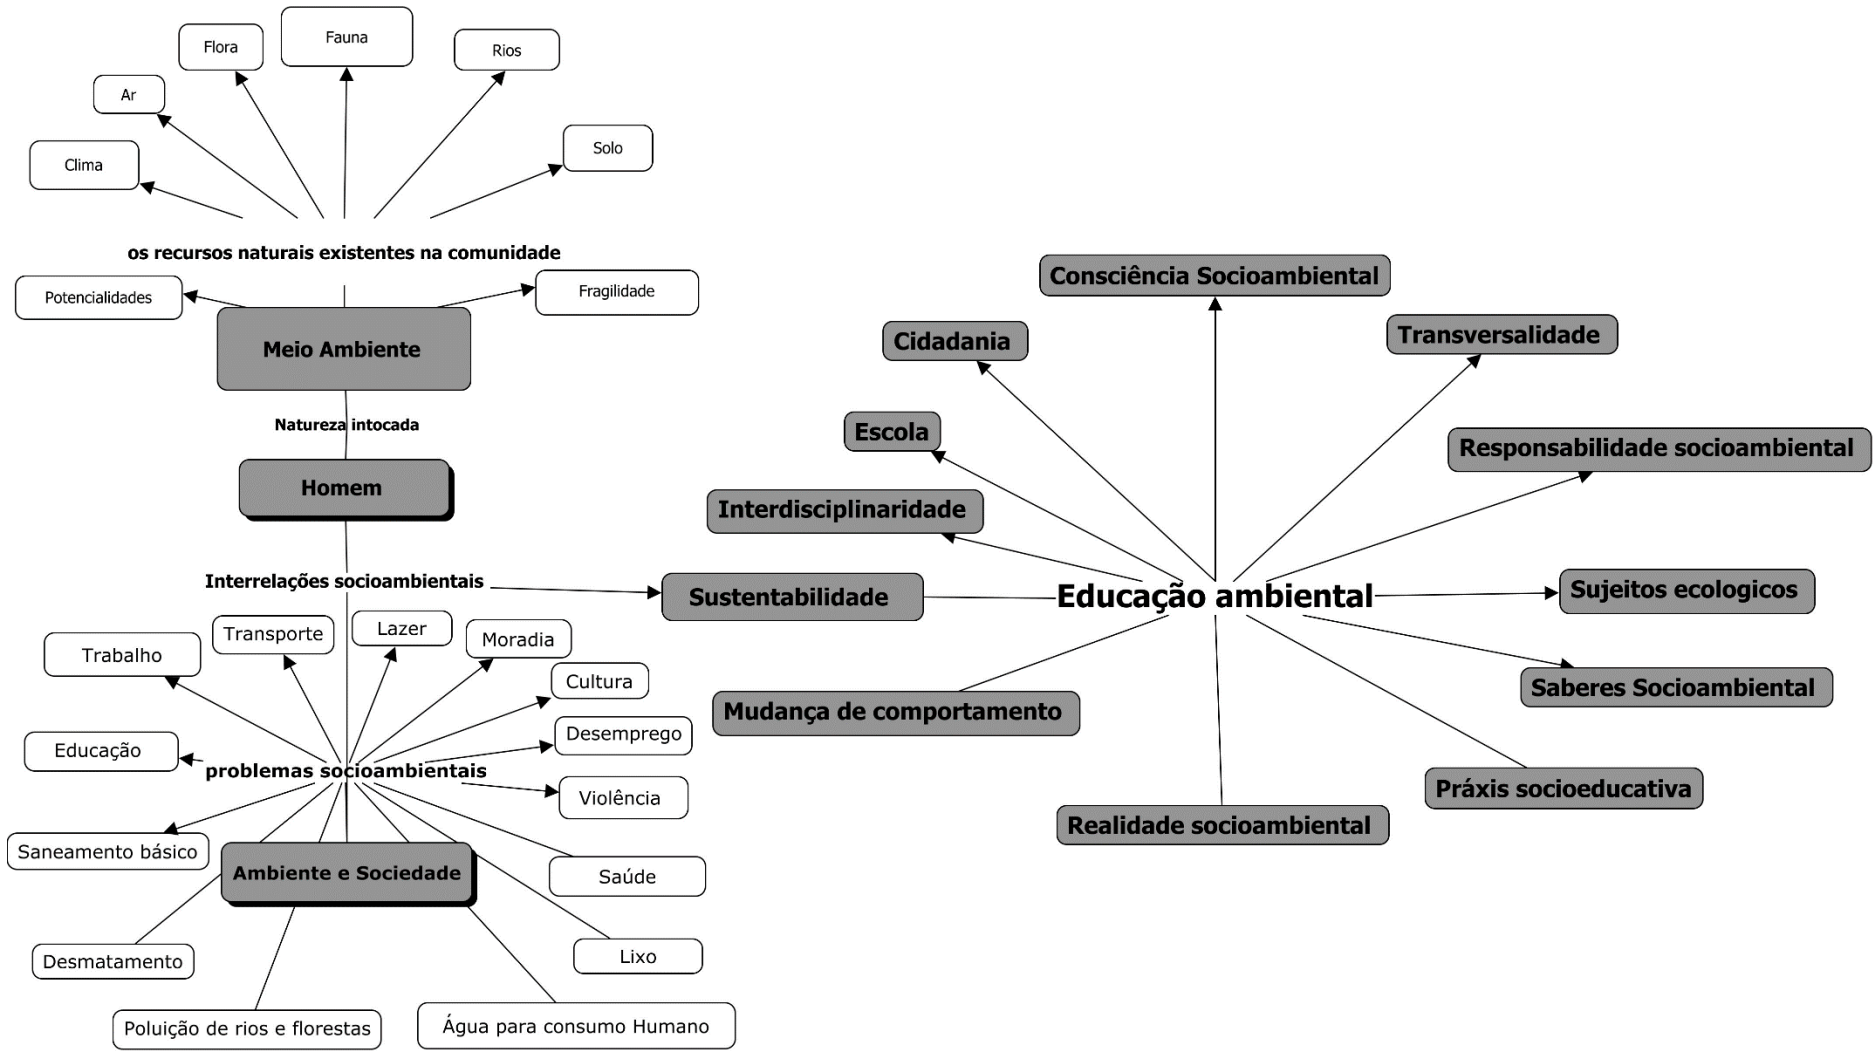 Fauna
Flora
Rios
Ar
Solo
Clima
os recursos naturais existentes na comunidade
Potencialidades
Fragilidade
Meio Ambiente
Natureza intocada
Homem
Interrelações socioambientais
Transporte
Lazer
Moradia
Trabalho
Cultura
Desemprego
Educação
problemas socioambientais
Violência
Saneamento básico
Ambiente e Sociedade
Saúde
Desmatamento
Lixo
Poluição de rios e florestas
Água para consumo Humano
Consciência Socioambiental
Cidadania
Transversalidade
Escola
Responsabilidade socioambiental
Interdisciplinaridade
Sustentabilidade
Educação ambiental
Sujeitos ecologicos
Saberes Socioambiental
Mudança de comportamento
Práxis socioeducativa
Realidade socioambiental